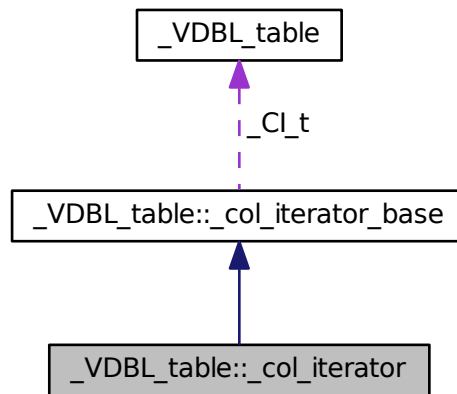 _VDBL_table
_CI_t
_VDBL_table::_col_iterator_base
_VDBL_table::_col_iterator